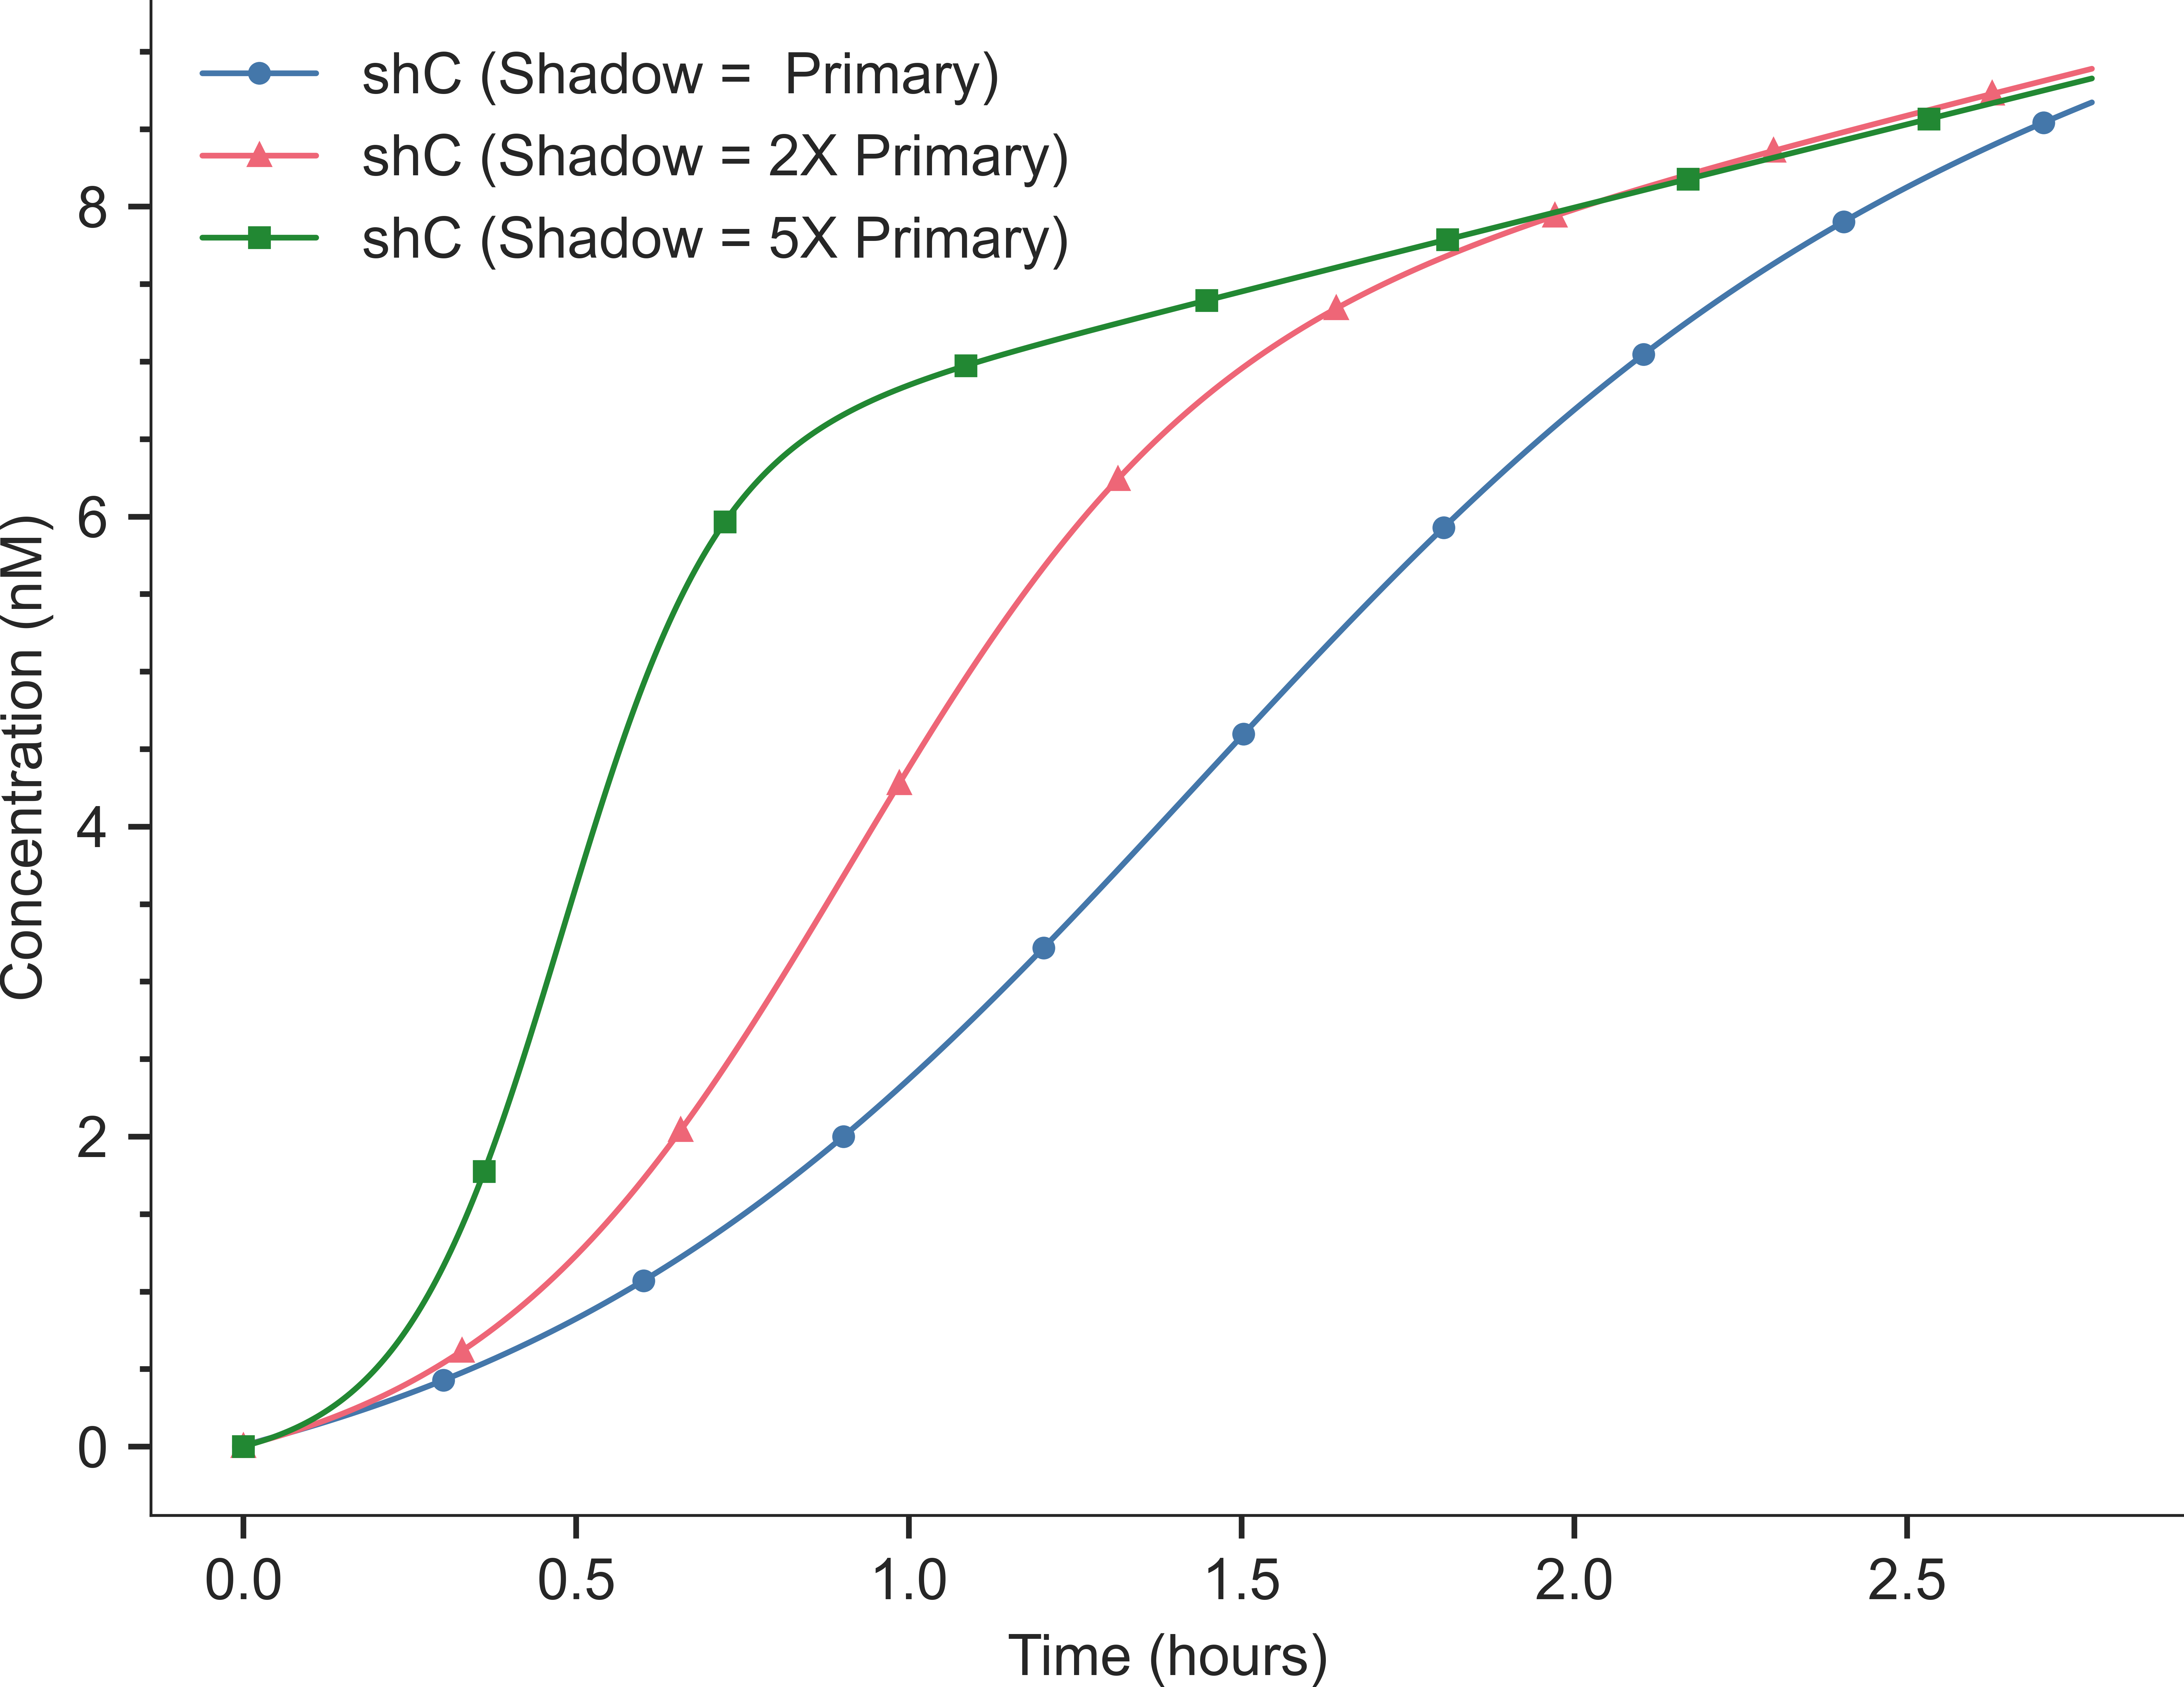 shC (Shadow =  Primary)
shC (Shadow = 2X Primary)
shC (Shadow = 5X Primary)
Concentration (nM)
8
6
4
2
0
0.0 0.5 1.0 1.5 2.0 2.5
Time (hours)